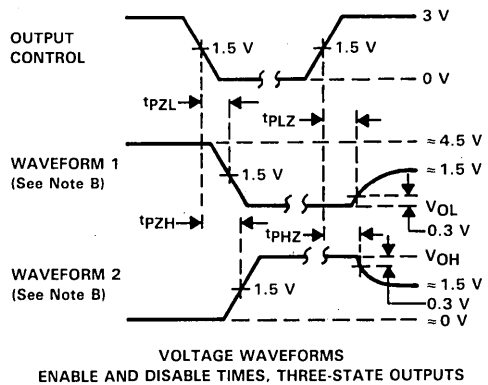 OUTPUT
CONTROL
3 V
1.5 V
1.5 V
0 V
tPZL
tPLZ
≈ 4.5 V
WAVEFORM 1
(See Note B)
1.5 V
≈ 1.5 V
VOL
0.3 V
tPZH
tPHZ
VOH
WAVEFORM 2
(See Note B)
1.5 V
≈ 1.5 V
0.3 V
≈ 0 V
VOLTAGE WAVEFORMS
ENABLE AND DISABLE TIMES, THREE-STATE OUTPUTS